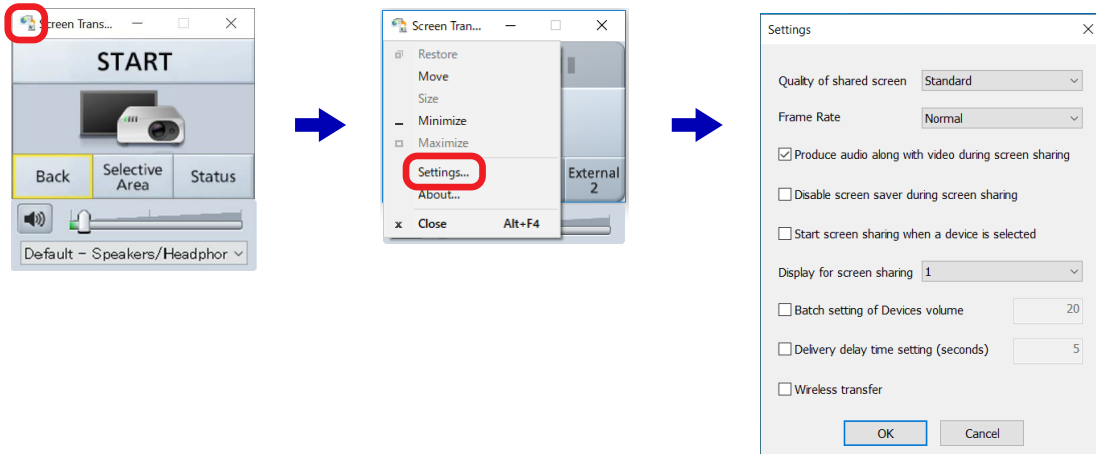 Screen Trans...
START
Back
Selective
Area
Status
Default - Speakers/Headphor
Screen Tran...
Restore
Move
Size
Minimize
Maximize
Settings...
About...
x Close Alt+F4
External
2
Settings
Quality of shared screen Standard
Frame Rate Normal
Produce audio along with video during screen sharing
Disable screen saver during screen sharing
Start screen sharing when a device is selected
Display for screen sharing 1
Batch setting of Devices volume 20
Delivery delay time setting (seconds) 5
Wireless transfer
OK Cancel